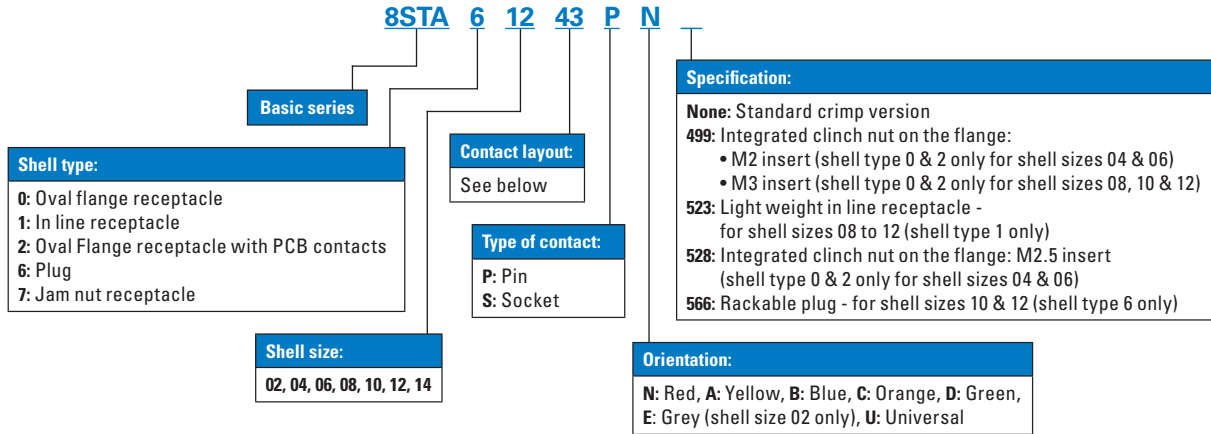 8STA 6 12 43 P N _
Basic series
Shell type:
0: Oval flange receptacle
1: In line receptacle
2: Oval Flange receptacle with PCB contacts
6: Plug
7: Jam nut receptacle
Shell size:
02, 04, 06, 08, 10, 12, 14
Contact layout:
See below
Type of contact:
P: Pin
S: Socket
Orientation:
N: Red, A: Yellow, B: Blue, C: Orange, D: Green,
E: Grey (shell size 02 only), U: Universal
Specification:
None: Standard crimp version
499: Integrated clinch nut on the flange:
• M2 insert (shell type 0 & 2 only for shell sizes 04 & 06)
• M3 insert (shell type 0 & 2 only for shell sizes 08, 10 & 12)
523: Light weight in line receptacle -
for shell sizes 08 to 12 (shell type 1 only)
528: Integrated clinch nut on the flange: M2.5 insert
(shell type 0 & 2 only for shell sizes 04 & 06)
566: Rackable plug - for shell sizes 10 & 12 (shell type 6 only)